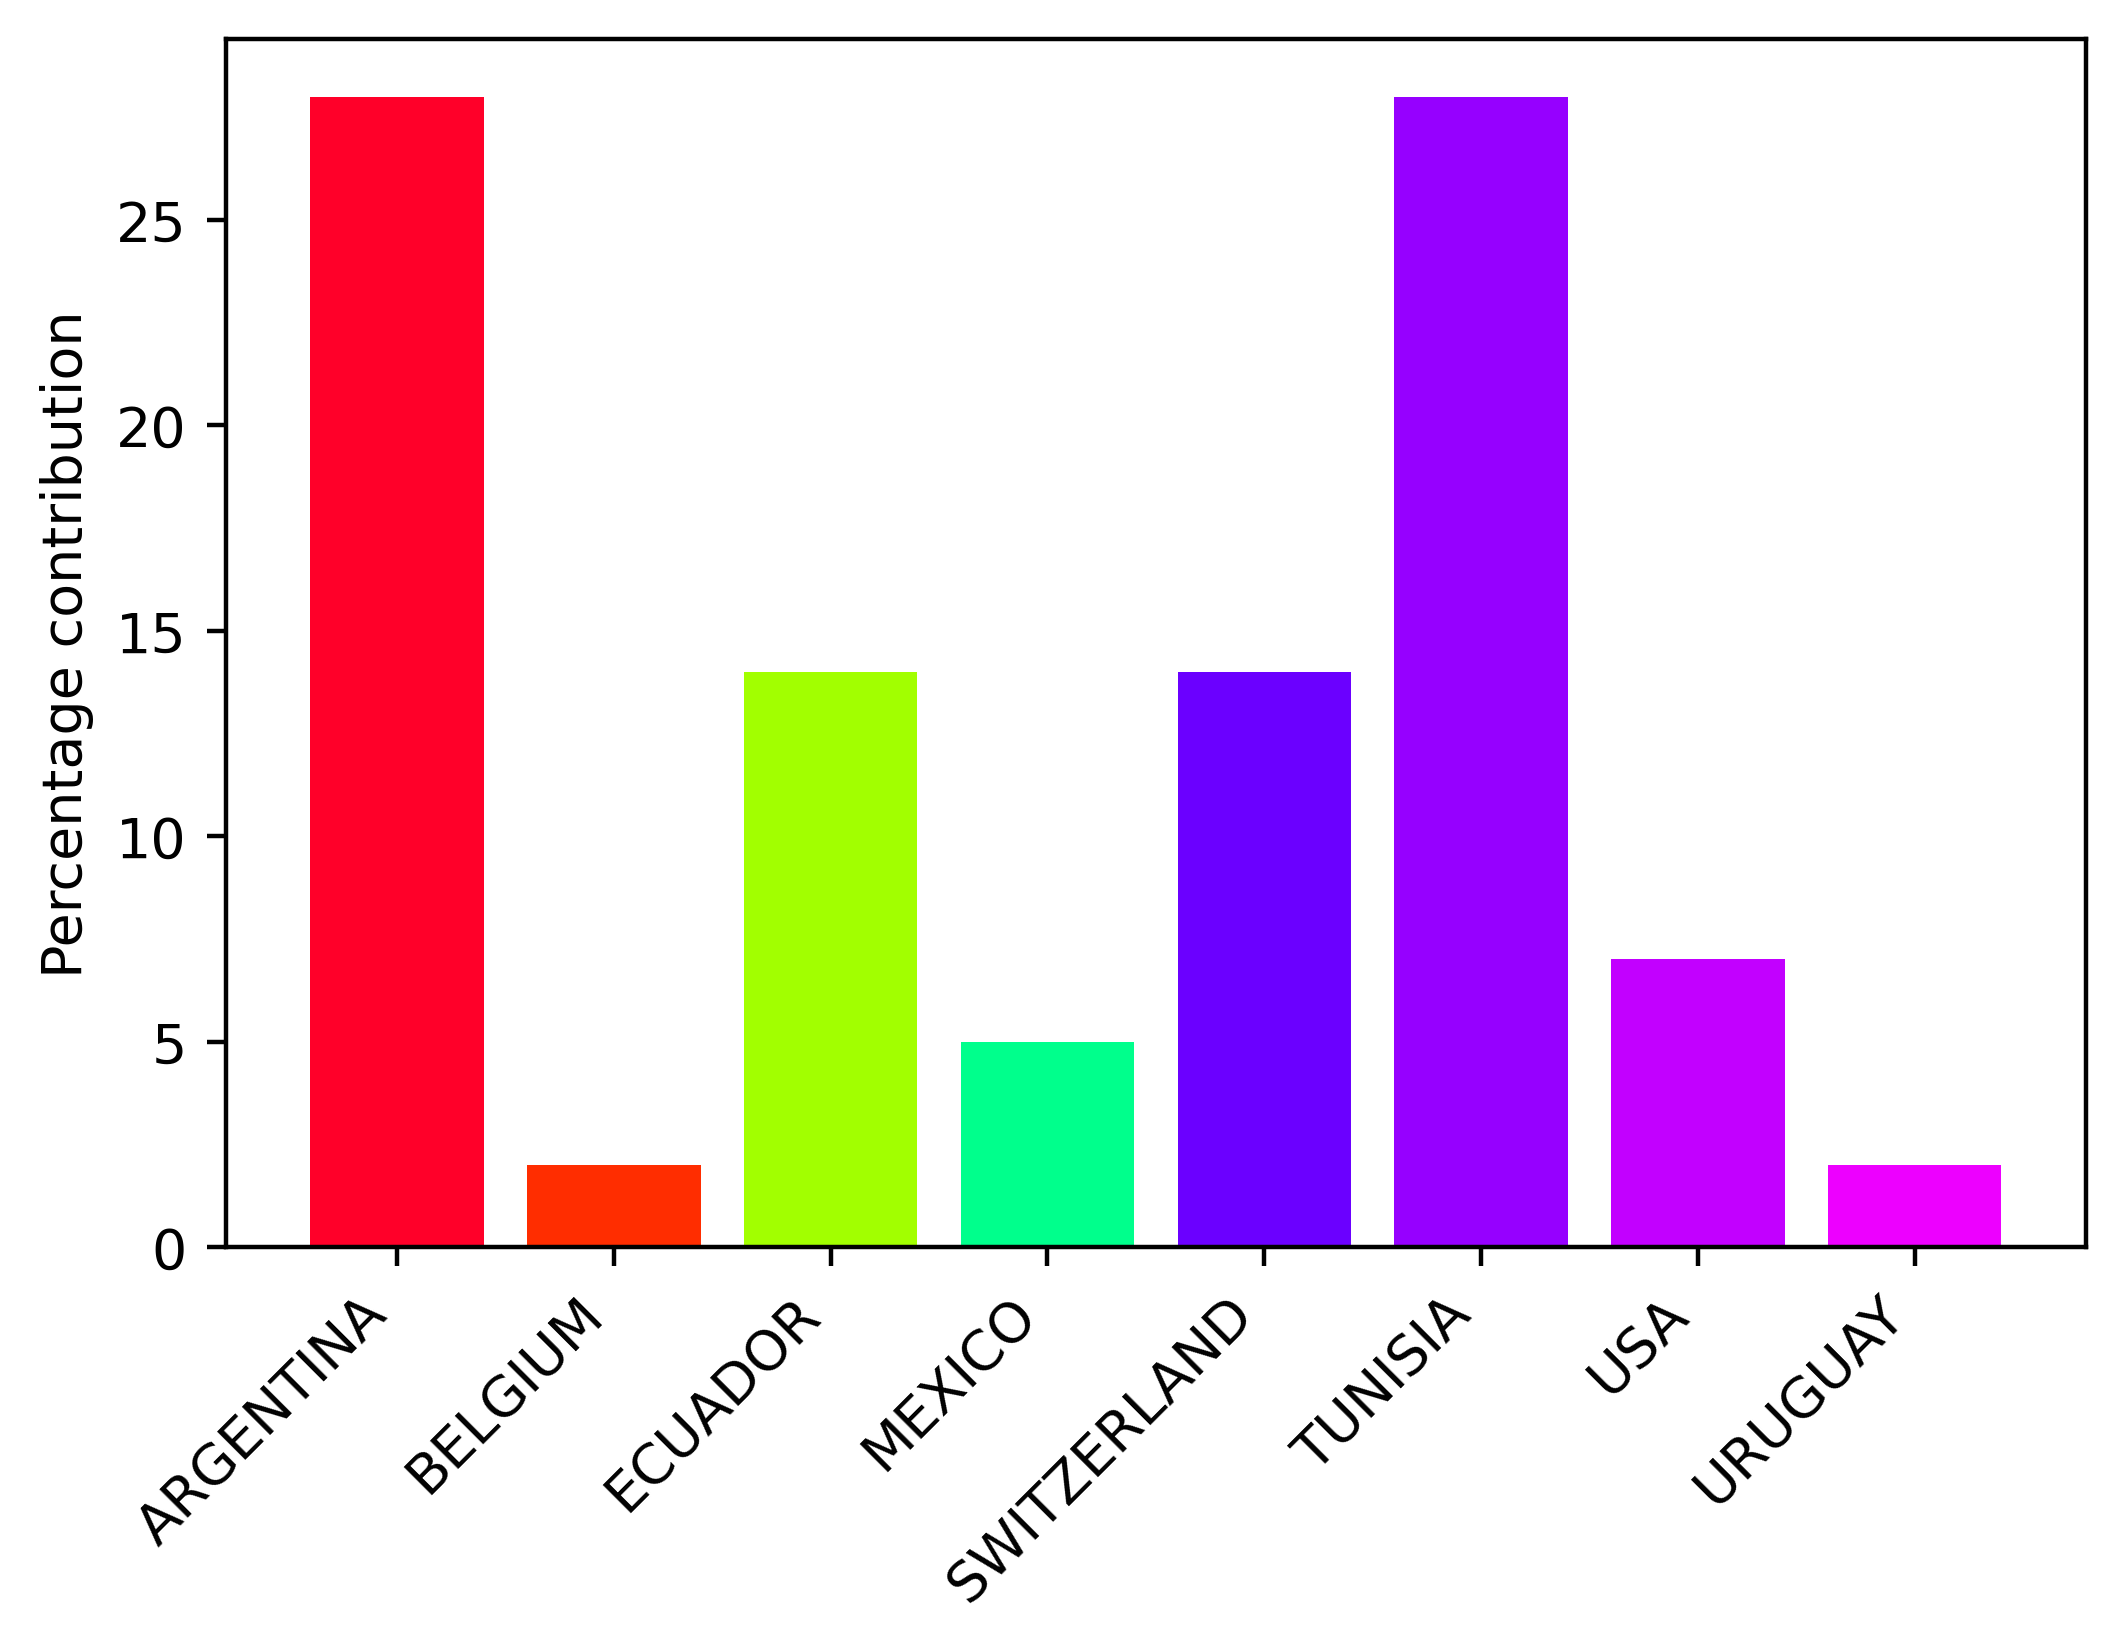 Percentage contribution
25
20
15
10
5
0
ARGENTINA
BELGIUM
ECUADOR
MEXICO
SWITZERLAND
TUNISIA
USA
URUGUAY